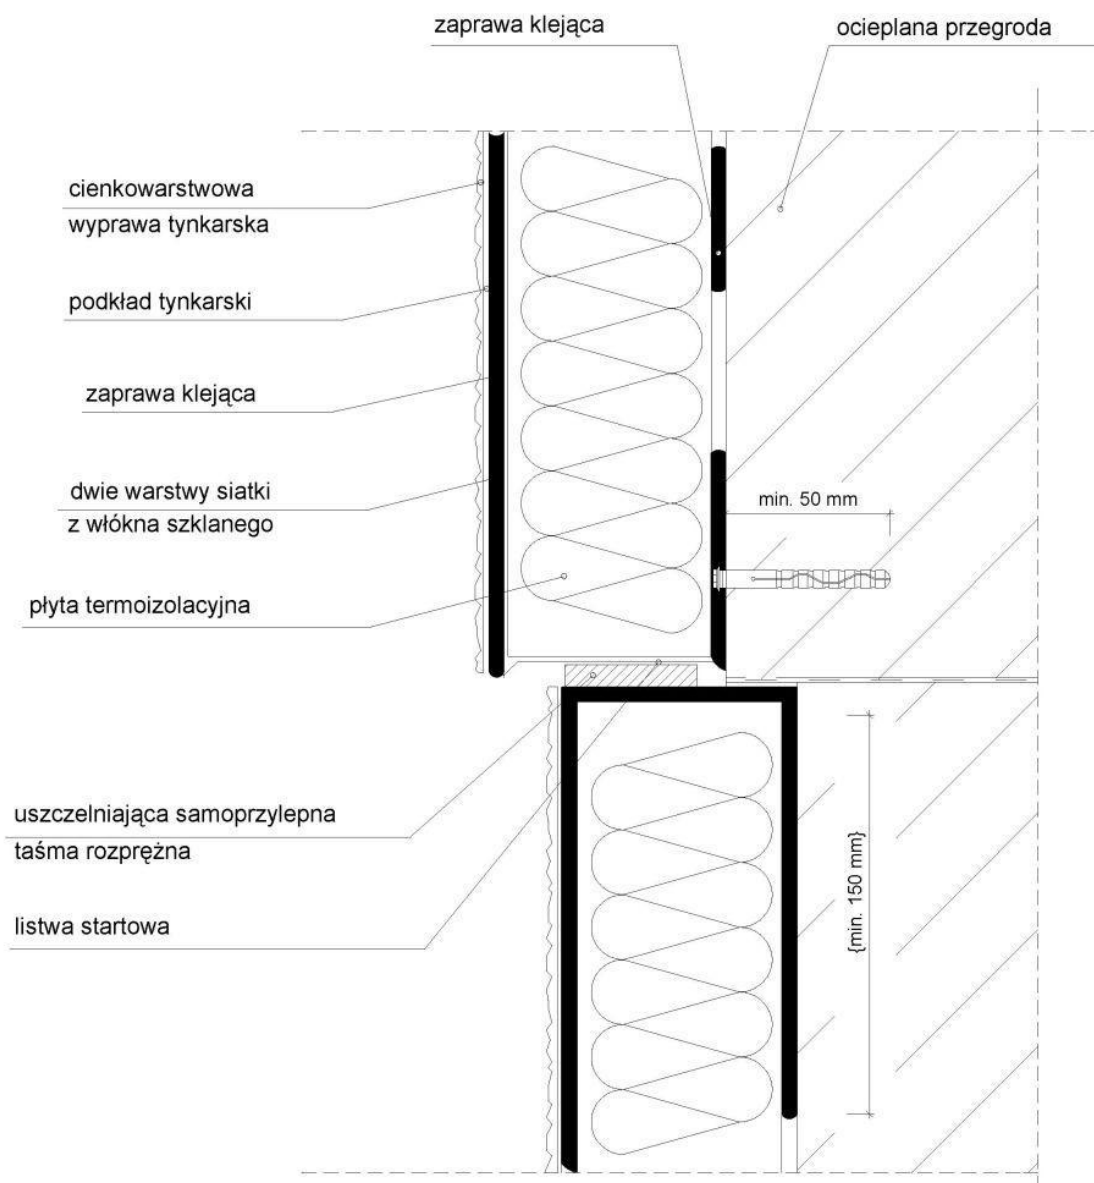 zaprawa klejąca
ocieplana przegroda
cienkowarstwowa
wyprawa tynkarska
podkład tynkarski
zaprawa klejąca
dwie warstwy siatki
z włókna szklanego
min. 50 mm
płyta termoizolacyjna
uszczelniająca samoprzylepna
taśma rozprężna
{min. 150 mm}
listwa startowa